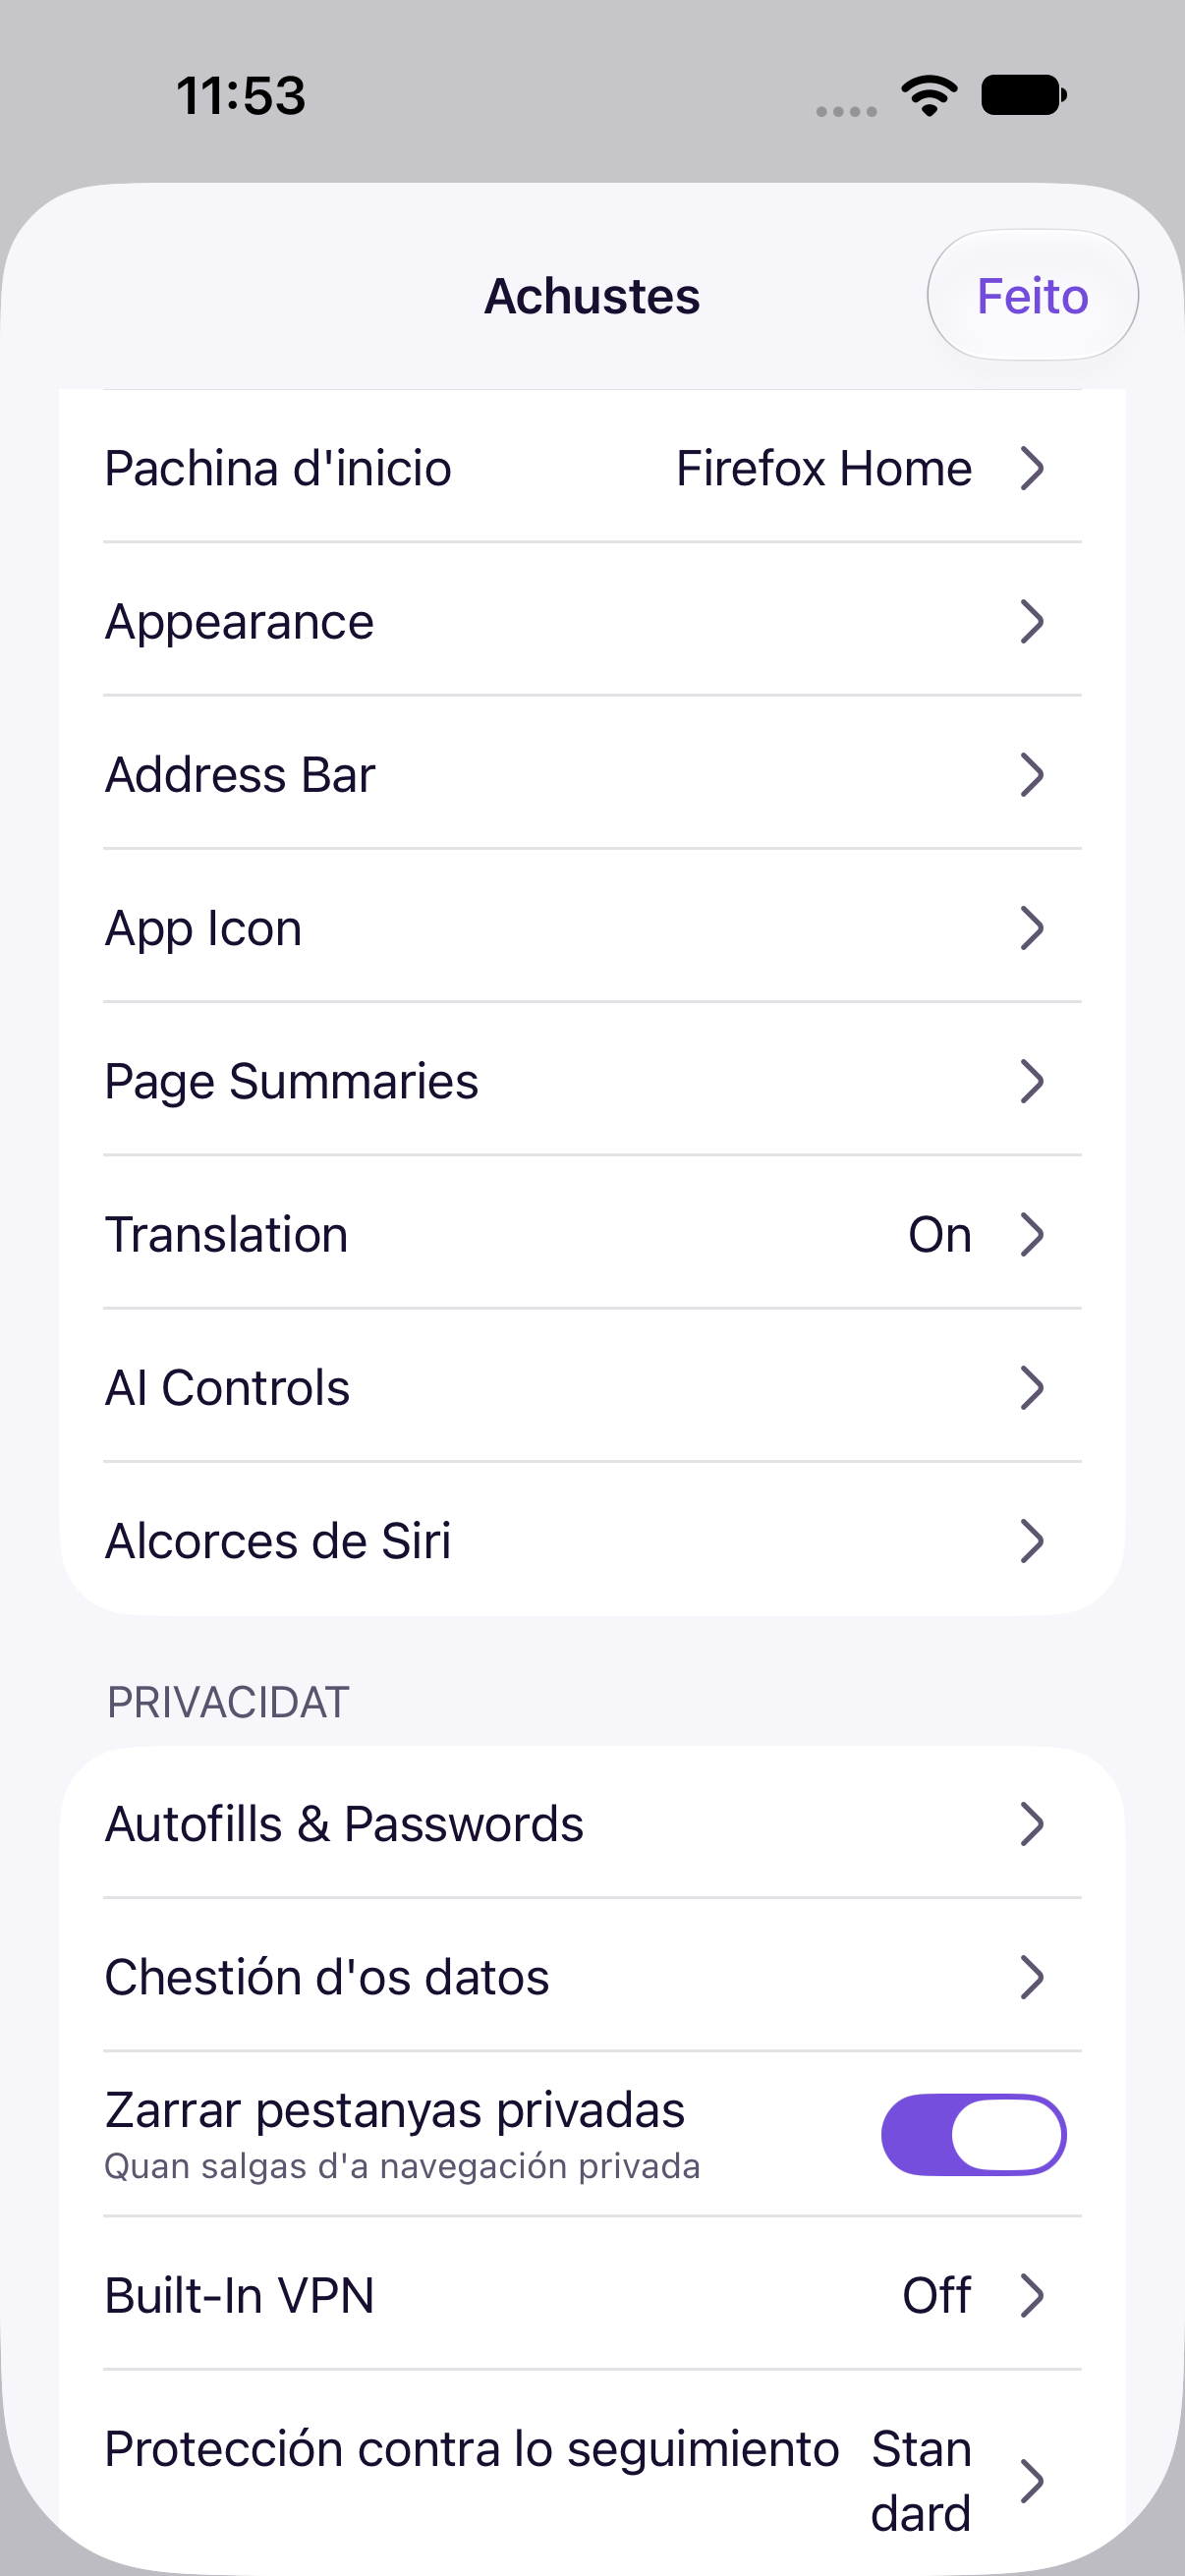 11:53
Achustes
Feito
Pachina d'inicio
Firefox Home
Appearance
Address Bar
App Icon
Page Summaries
Translation
On
AI Controls
Alcorces de Siri
PRIVACIDAT
Autofills & Passwords
Chestión d'os datos
Zarrar pestanyas privadas
Quan salgas d'a navegación privada
Built-In VPN
Off
Protección contra lo seguimiento
Stan
dard